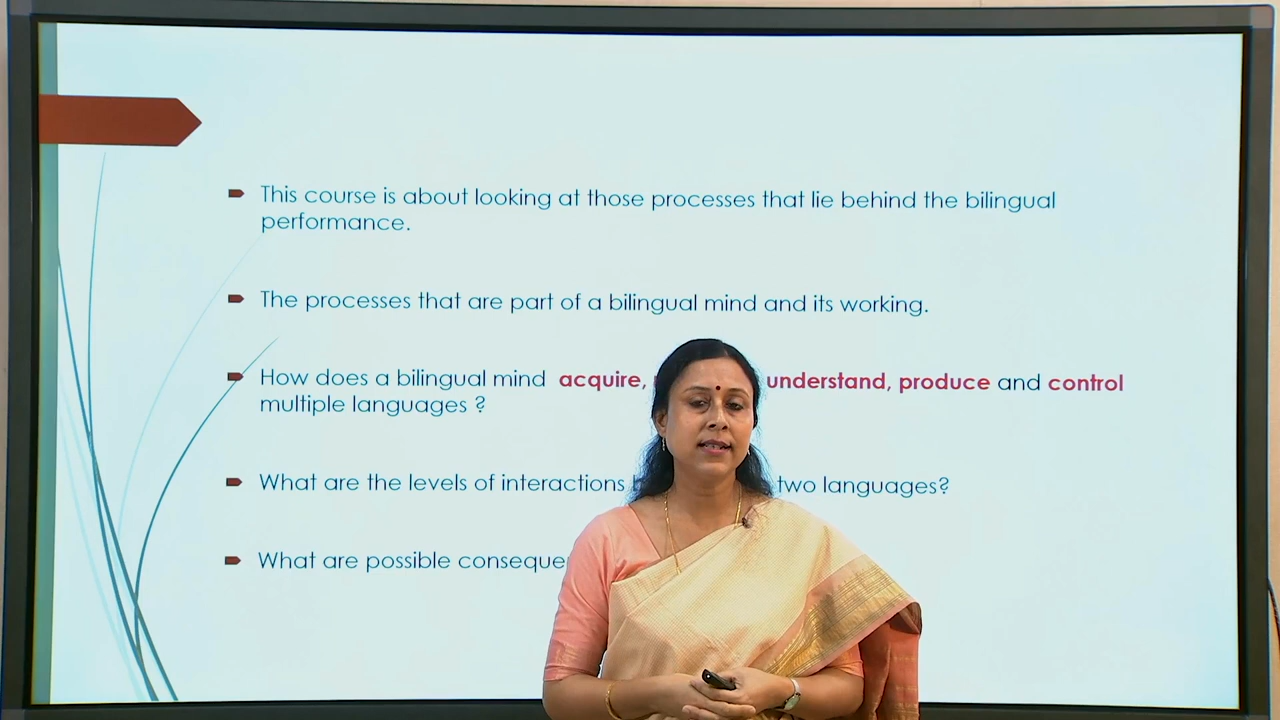 This course is about looking at those processes that lie behind the bilingual
performance.
The processes that are part of a bilingual mind and its working.
How does a bilingual mind acquire, understand, produce and control
multiple languages ?
What are the levels of interactions two languages?
What are possible